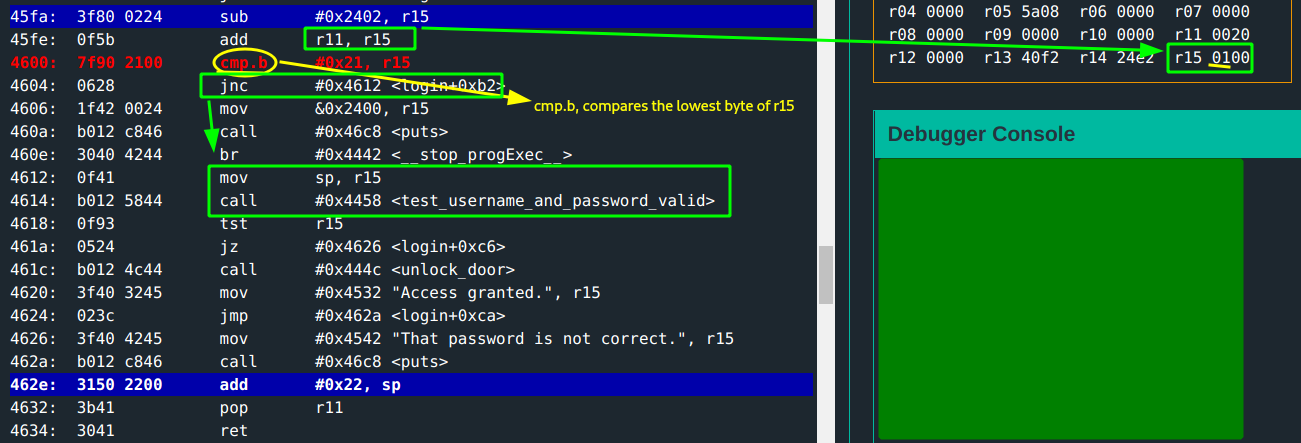 45fa: 3f80 0224 sub #0x2402, r15
45fe: 0f5b add r11, r15
4600: 7f90 2100 cmp.b #0x21, r15
4604: 0628 jnc #0x4612 <login+0xb2>
4606: 1f42 0024 mov &0x2400, r15
460a: b012 c846 call #0x46c8 <puts>
460e: 3040 4244 br #0x4442 <__stop_progExec__>
4612: 0f41 mov sp, r15
4614: b012 5844 call #0x4458 <test_username_and_password_valid>
4618: 0f93 tst r15
461a: 0524 jz #0x4626 <login+0xc6>
461c: b012 4c44 call #0x444c <unlock_door>
4620: 3f40 3245 mov #0x4532 "Access granted.", r15
4624: 023c jmp #0x462a <login+0xca>
4626: 3f40 4245 mov #0x4542 "That password is not correct.", r15
462a: b012 c846 call #0x46c8 <puts>
462e: 3150 2200 add #0x22, sp
4632: 3b41 pop r11
4634: 3041 ret
cmp.b, compares the lowest byte of r15
r04 0000 r05 5a08 r06 0000 r07 0000
r08 0000 r09 0000 r10 0000 r11 0020
r12 0000 r13 40f2 r14 24e2 r15 0100
Debugger Console